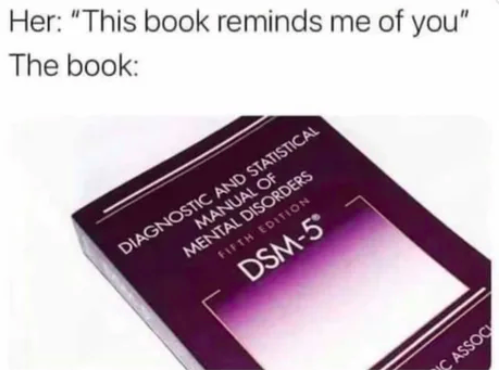 Her: "This book reminds me of you"
The book:
DIAGNOSTIC AND STATISTICAL
MANUAL OF
MENTAL DISORDERS
FIFTH EDITION
DSM-5®